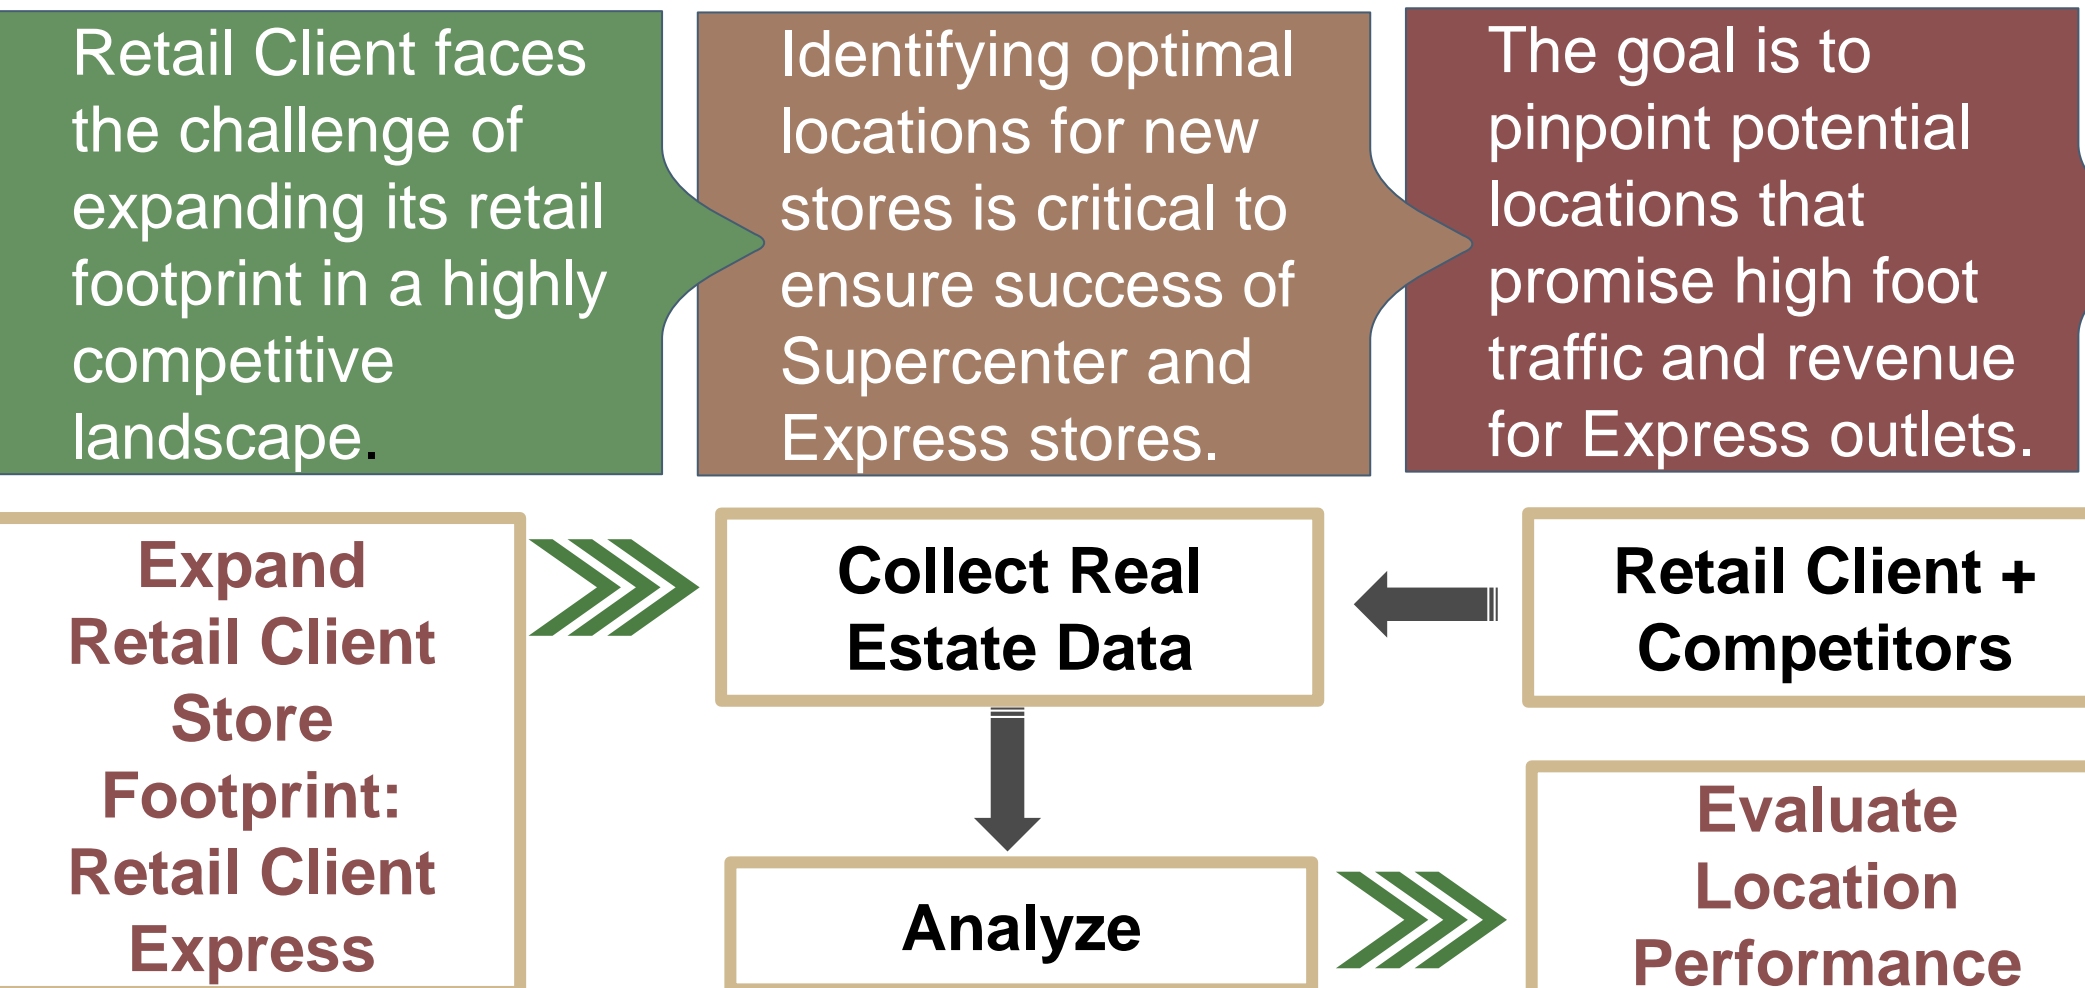 Retail Client faces
the challenge of
expanding its retail
footprint in a highly
competitive
landscape.
Identifying optimal
locations for new
stores is critical to
ensure success of
Supercenter and
Express stores.
The goal is to
pinpoint potential
locations that
promise high foot
traffic and revenue
for Express outlets.
Expand
Retail Client
Store
Footprint:
Retail Client
Express
Collect Real
Estate Data
Retail Client +
Competitors
Analyze
Evaluate
Location
Performance